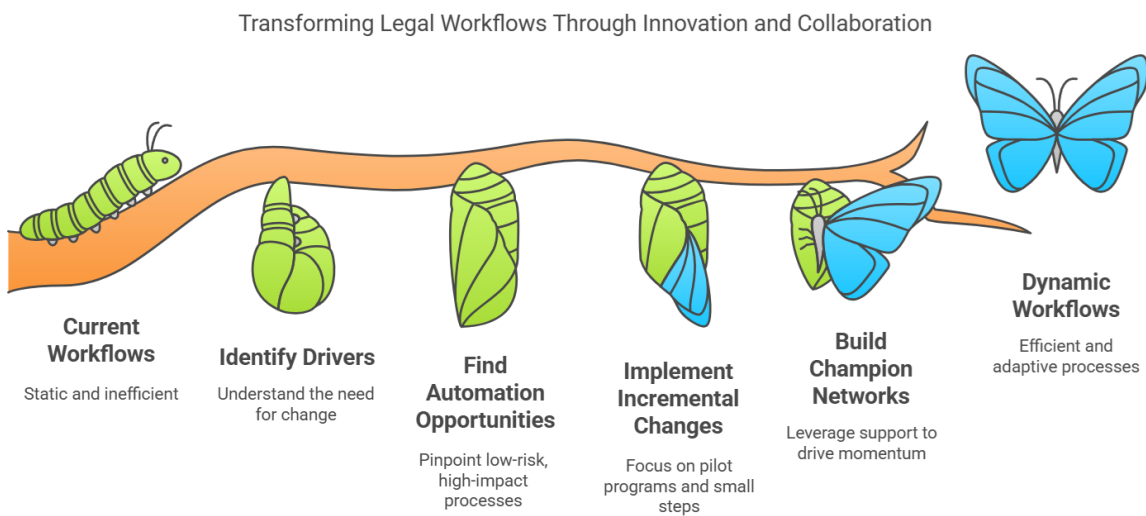 Transforming Legal Workflows Through Innovation and Collaboration
Current
Workflows
Static and inefficient
Identify Drivers
Understand the need
for change
Find
Automation
Opportunities
Pinpoint low-risk,
high-impact
processes
Implement
Incremental
Changes
Focus on pilot
programs and small
steps
Build
Champion
Networks
Leverage support to
drive momentum
Dynamic
Workflows
Efficient and
adaptive processes